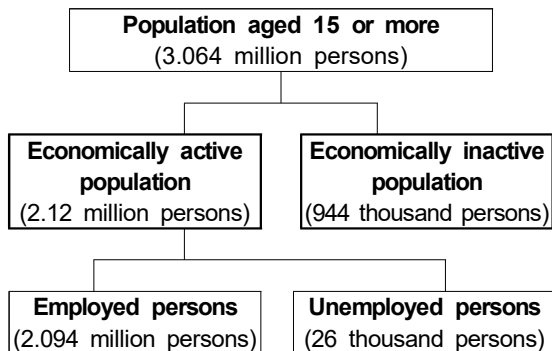 Population aged 15 or more
(3.064 million persons)
Economically active
population
(2.12 million persons)
Economically inactive
population
(944 thousand persons)
Employed persons
(2.094 million persons)
Unemployed persons
(26 thousand persons)